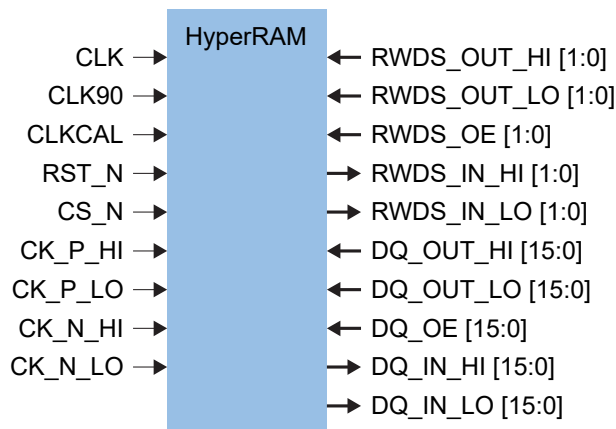 HyperRAM
CLK
CLK90
CLKCAL
RST_N
CS_N
CK_P_HI
CK_P_LO
CK_N_HI
CK_N_LO
RWDS_OUT_HI [1:0]
RWDS_OUT_LO [1:0]
RWDS_OE [1:0]
RWDS_IN_HI [1:0]
RWDS_IN_LO [1:0]
DQ_OUT_HI [15:0]
DQ_OUT_LO [15:0]
DQ_OE [15:0]
DQ_IN_HI [15:0]
DQ_IN_LO [15:0]